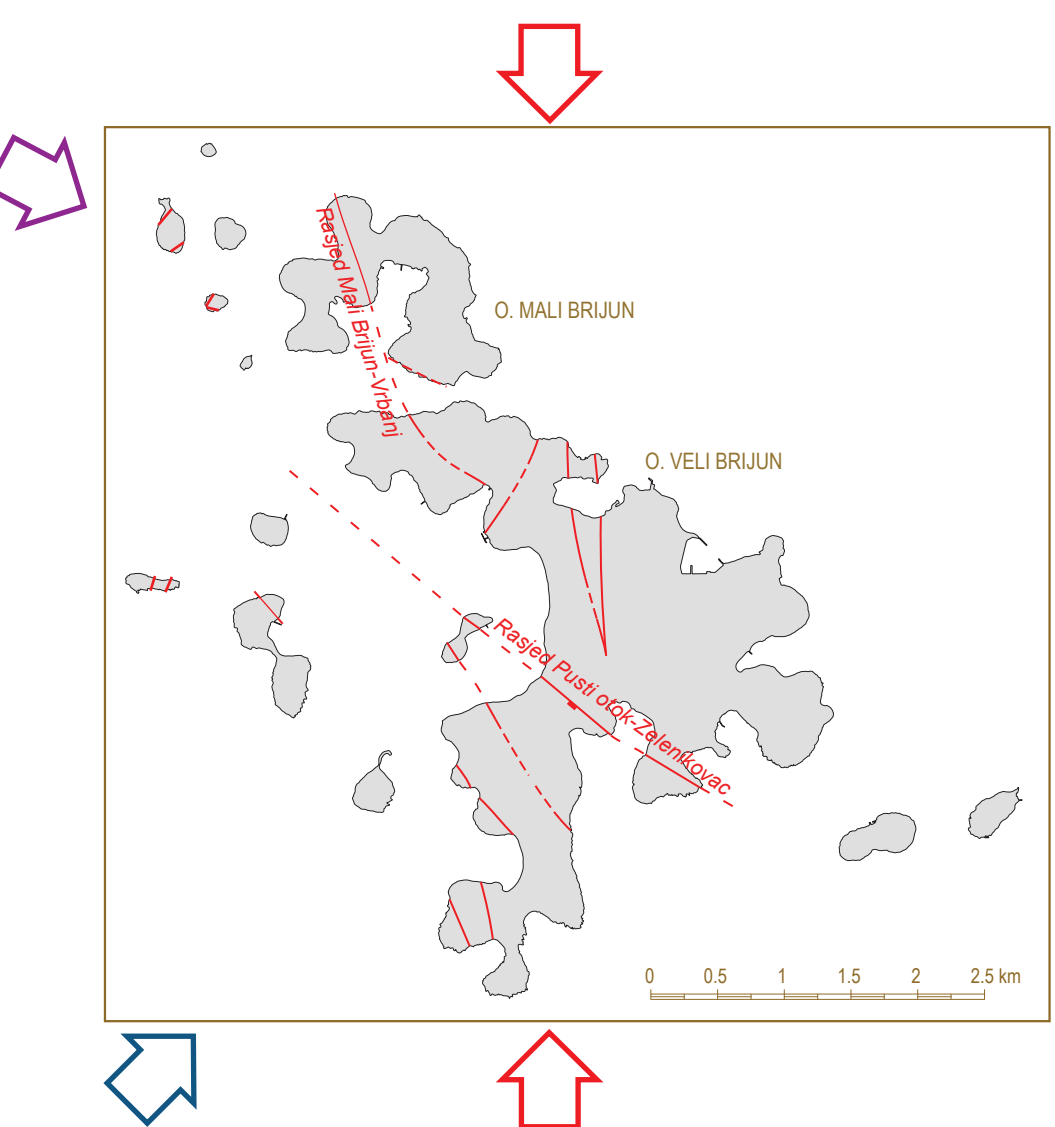 Rasjed Mali Brijun-Vrbanj
O. MALI BRIJUN
O. VELI BRIJUN
Rasjed Pusti otok-Zelenikovac
0 0.5 1 1.5 2 2.5 km